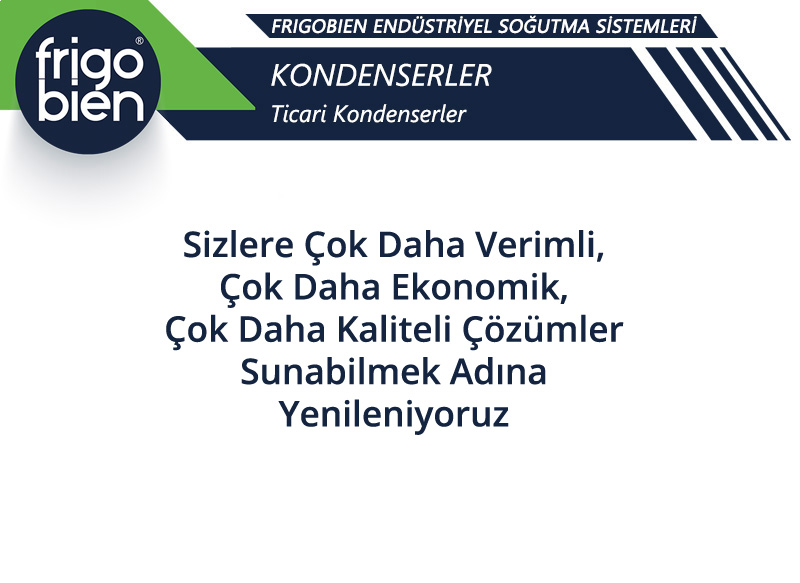 frigo®
bien
FRIGOBIEN ENDÜSTRİYEL SOĞUTMA SİSTEMLERİ
KONDENSERLER
Ticari Kondenserler
Sizlere Çok Daha Verimli,
Çok Daha Ekonomik,
Çok Daha Kaliteli Çözümler
Sunabilmek Adına
Yenileniyoruz